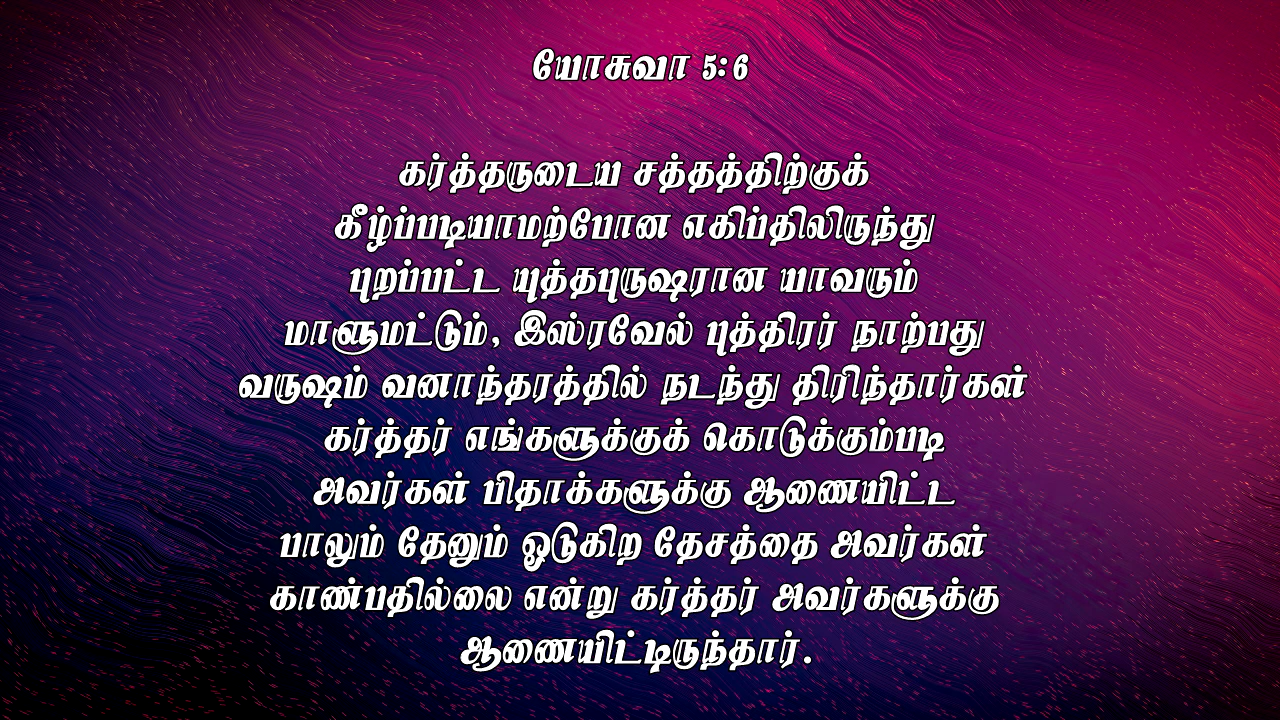 யோசுவா 5:6
கர்த்தருடைய சத்தத்திற்குக்
கீழ்ப்படியாமற்போன எகிப்திலிருந்து
புறப்பட்ட யுத்தபுருஷரான யாவரும்
மாளுமட்டும், இஸ்ரவேல் புத்திரர் நாற்பது
வருஷம் வனாந்தரத்தில் நடந்து திரிந்தார்கள்
கர்த்தர் எங்களுக்குக் கொடுக்கும்படி
அவர்கள் பிதாக்களுக்கு ஆணையிட்ட
பாலும் தேனும் ஓடுகிற தேசத்தை அவர்கள்
காண்பதில்லை என்று கர்த்தர் அவர்களுக்கு
ஆணையிட்டிருந்தார்.